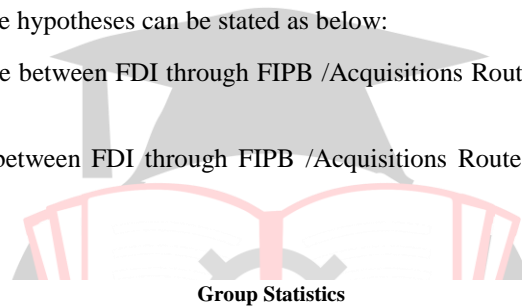 e hypotheses can be stated as below:
e between FDI through FIPB /Acquisitions Rout
between FDI through FIPB /Acquisitions Route
Group Statistics